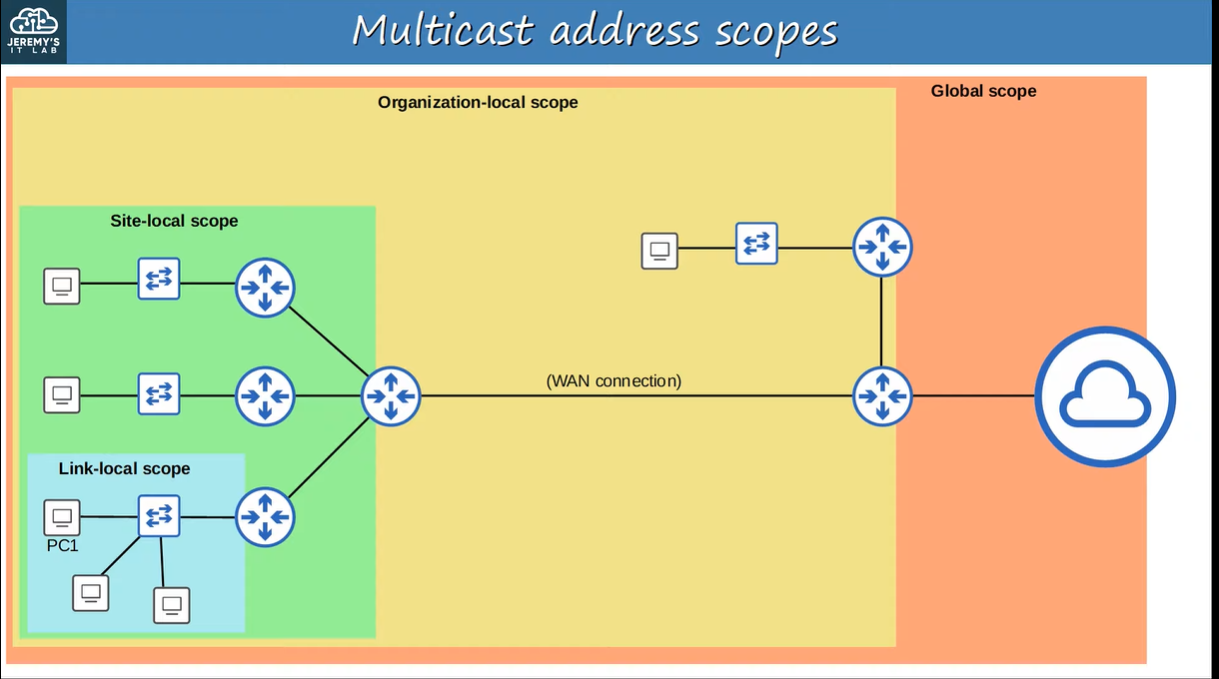 JEREMY'S
IT LAB
Multicast address scopes
Global scope
Organization-local scope
Site-local scope
(WAN connection)
Link-local scope
PC1